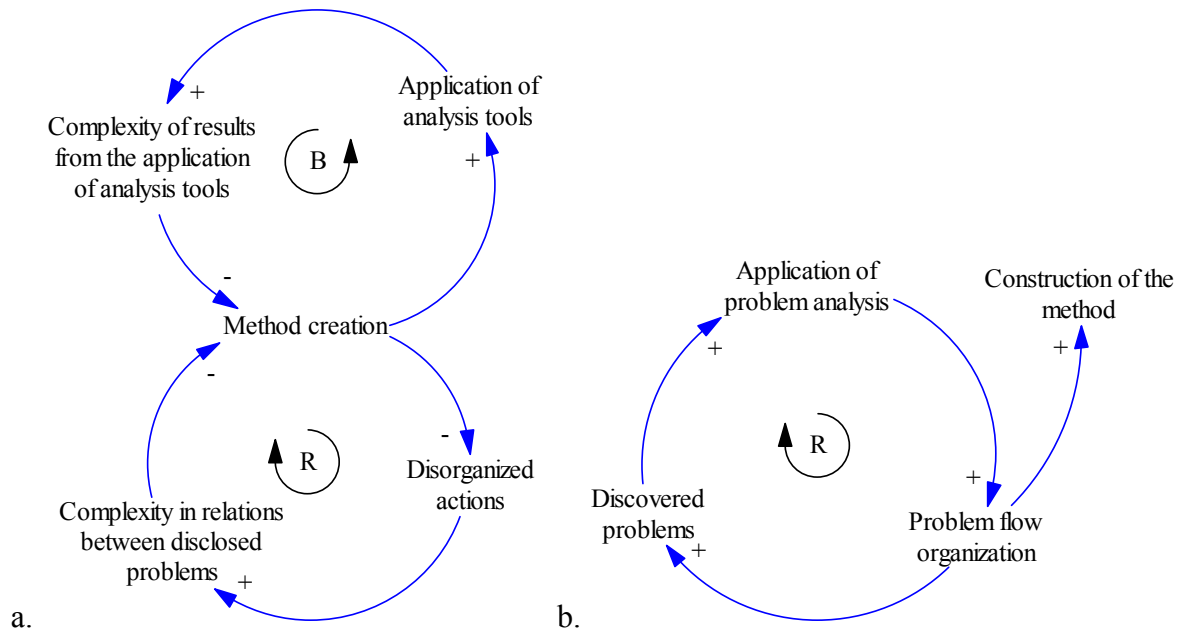 +
Application of
analysis tools
+
Complexity of results
from the application
of analysis tools
B
-
Method creation
-
R
-
Disorganized
actions
Complexity in relations
between disclosed
problems
+
a.
Application of
problem analysis
+
Construction of the
method
+
R
Discovered
problems
+
+
Problem flow
organization
b.